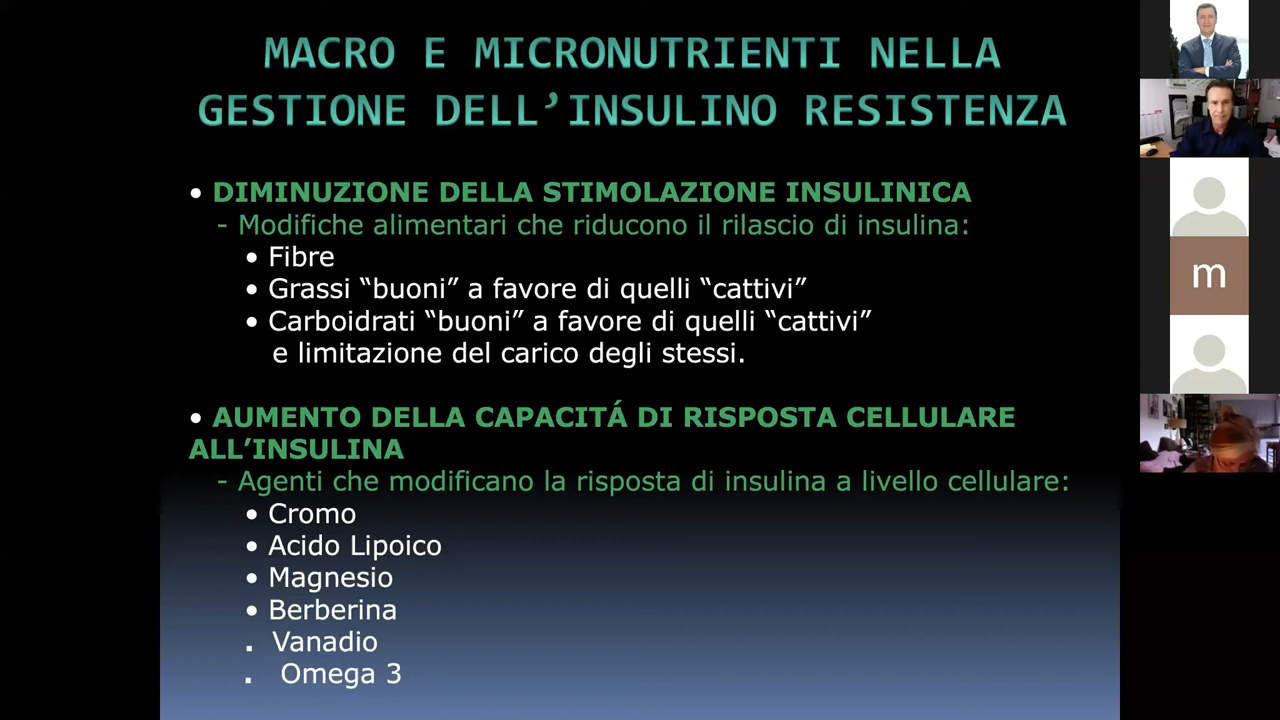 MACRO E MICRONUTRIENTI NELLA
GESTIONE DELL’INSULINO RESISTENZA
• DIMINUZIONE DELLA STIMOLAZIONE INSULINICA
- Modifiche alimentari che riducono il rilascio di insulina:
• Fibre
• Grassi “buoni” a favore di quelli “cattivi”
• Carboidrati “buoni” a favore di quelli “cattivi”
e limitazione del carico degli stessi.
• AUMENTO DELLA CAPACITÁ DI RISPOSTA CELLULARE
ALL’INSULINA
- Agenti che modificano la risposta di insulina a livello cellulare:
• Cromo
• Acido Lipoico
• Magnesio
• Berberina
. Vanadio
. Omega 3
m